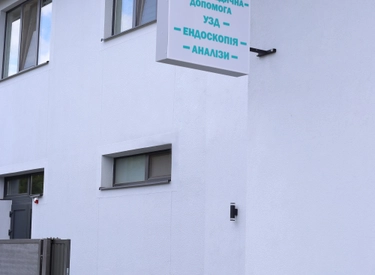 ДОПОМОГА
УЗД
— ЕНДОСКОПІЯ —
— АНАЛІЗИ —